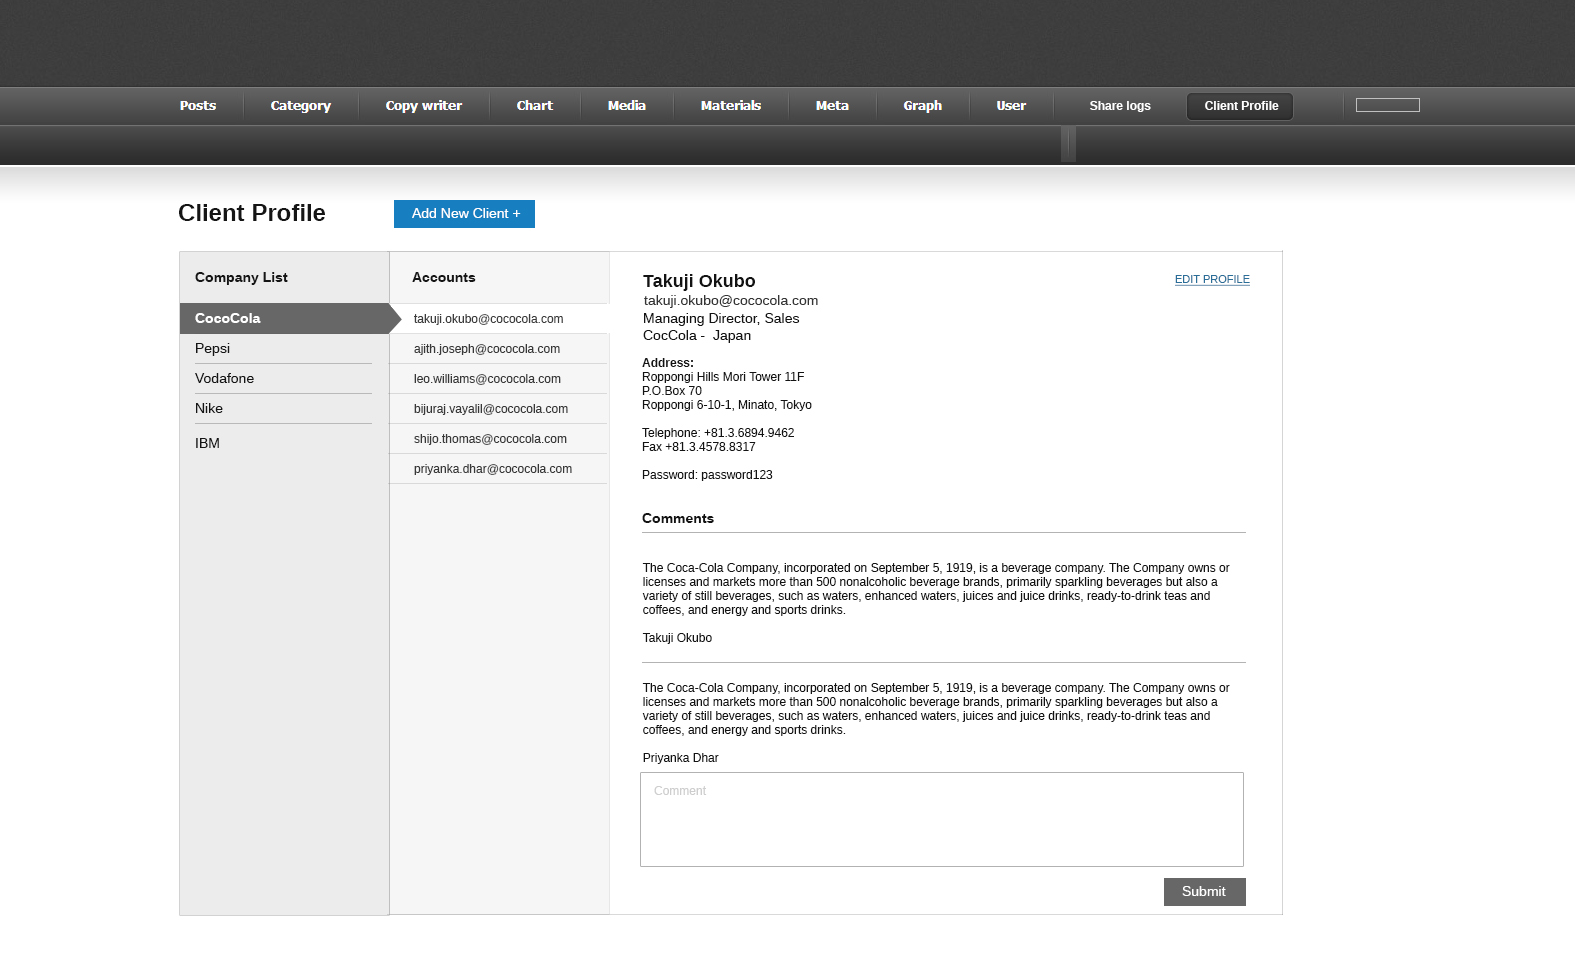 Posts Category Copy writer Chart Media Materials Meta Graph User Share logs Client Profile
Client Profile
Add New Client +
Company List
CocoCola
Pepsi
Vodafone
Nike
IBM
Accounts
takuji.okubo@cococola.com
ajith.joseph@cococola.com
leo.williams@cococola.com
bijuraj.vayalil@cococola.com
shijo.thomas@cococola.com
priyanka.dhar@cococola.com
Takuji Okubo
EDIT PROFILE
takuji.okubo@cococola.com
Managing Director, Sales
CocCola - Japan
Address:
Roppongi Hills Mori Tower 11F
P.O.Box 70
Roppongi 6-10-1, Minato, Tokyo
Telephone: +81.3.6894.9462
Fax +81.3.4578.8317
Password: password123
Comments
The Coca-Cola Company, incorporated on September 5, 1919, is a beverage company. The Company owns or
licenses and markets more than 500 nonalcoholic beverage brands, primarily sparkling beverages but also a
variety of still beverages, such as waters, enhanced waters, juices and juice drinks, ready-to-drink teas and
coffees, and energy and sports drinks.
Takuji Okubo
The Coca-Cola Company, incorporated on September 5, 1919, is a beverage company. The Company owns or
licenses and markets more than 500 nonalcoholic beverage brands, primarily sparkling beverages but also a
variety of still beverages, such as waters, enhanced waters, juices and juice drinks, ready-to-drink teas and
coffees, and energy and sports drinks.
Priyanka Dhar
Comment
Submit